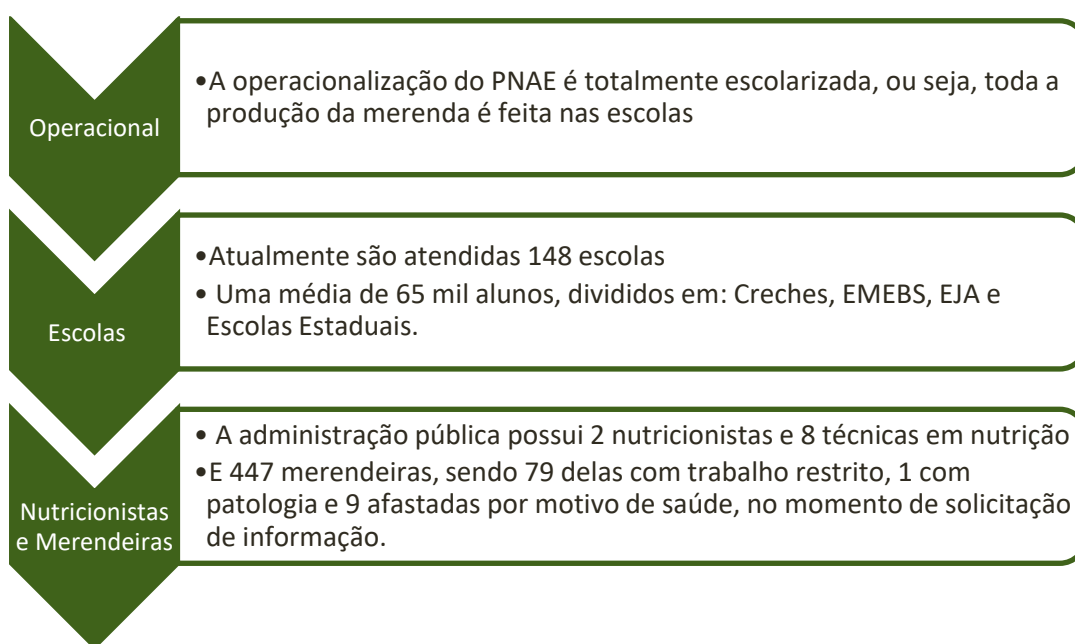 Operacional
•A operacionalização do PNAE é totalmente escolarizada, ou seja, toda a
produção da merenda é feita nas escolas
Escolas
•Atualmente são atendidas 148 escolas
• Uma média de 65 mil alunos, divididos em: Creches, EMEBS, EJA e
Escolas Estaduais.
Nutricionistas
e Merendeiras
• A administração pública possui 2 nutricionistas e 8 técnicas em nutrição
•E 447 merendeiras, sendo 79 delas com trabalho restrito, 1 com
patologia e 9 afastadas por motivo de saúde, no momento de solicitação
de informação.